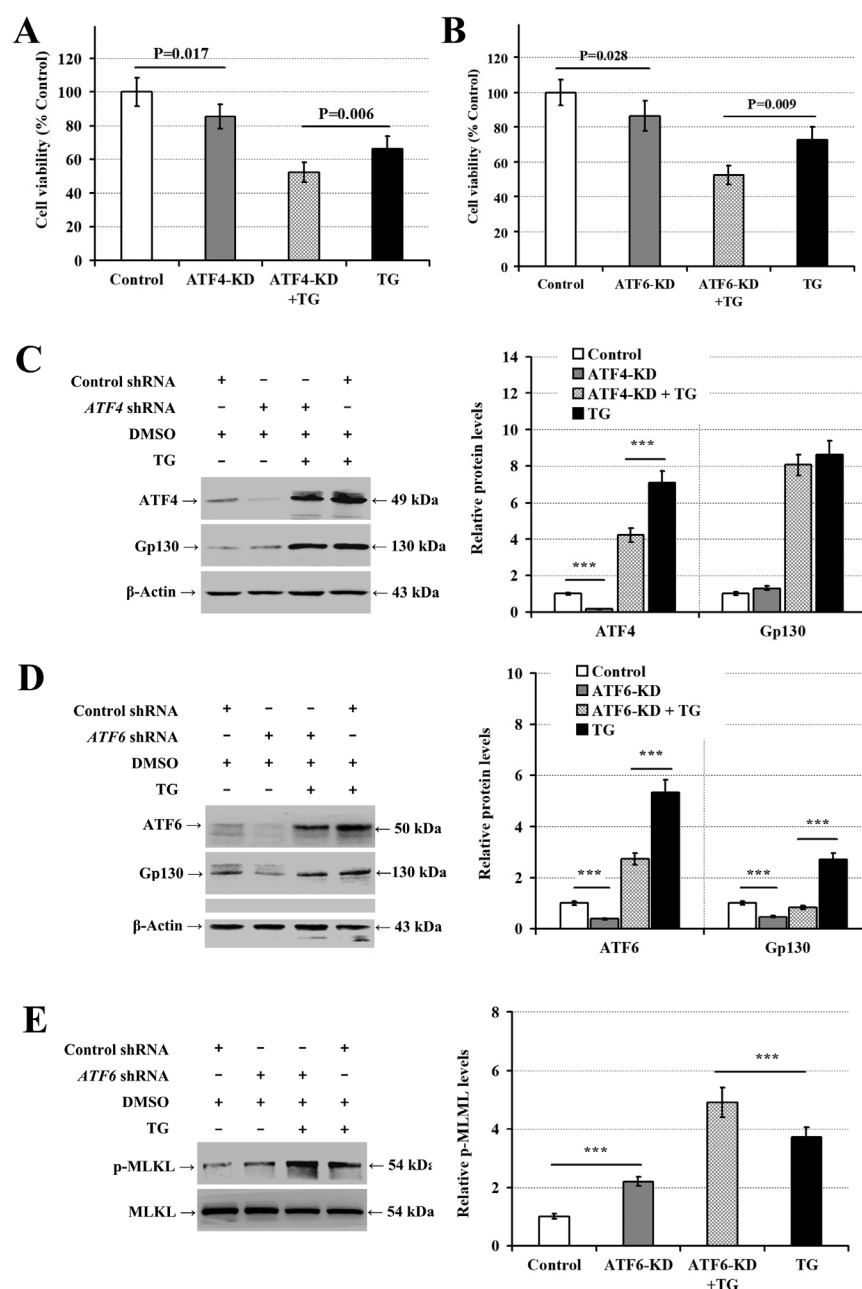 A
Cell viability (% Control)
120
100
80
60
40
20
0
P=0.017
P=0.006
Control
ATF4-KD
ATF4-KD
+TG
TG
B
Cell viability (% Control)
120
100
80
60
40
20
0
P=0.028
P=0.009
Control
ATF6-KD
ATF6-KD
+TG
TG
C
Control shRNA + − − +
ATF4 shRNA − + + −
DMSO + + + +
TG − − + +
ATF4 → ← 49 kDa
Gp130 → ← 130 kDa
β-Actin → ← 43 kDa
Relative protein levels
14
12
10
8
6
4
2
0
Control
ATF4-KD
ATF4-KD + TG
TG
***
***
ATF4
Gp130
D
Control shRNA + − − +
ATF6 shRNA − + + −
DMSO + + + +
TG − − + +
ATF6 → ← 50 kDa
Gp130 → ←130 kDa
β-Actin → ← 43 kDa
Relative protein levels
10
8
6
4
2
0
Control
ATF6-KD
ATF6-KD + TG
TG
***
***
***
***
ATF6
Gp130
E
Control shRNA + − − +
ATF6 shRNA − + + −
DMSO + + + +
TG − − + +
p-MLKL→ ← 54 kDa
MLKL → ← 54 kDa
Relative p-MLML levels
8
6
4
2
0
***
***
Control
ATF6-KD
ATF6-KD
+TG
TG